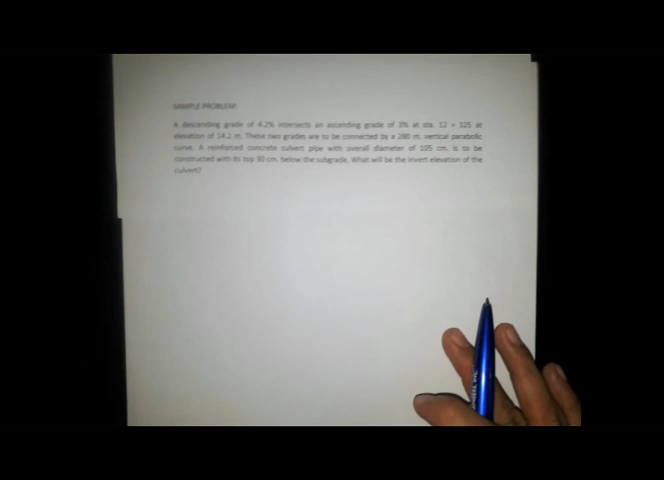 SAMPLE PROBLEM:
A descending grade of 4.2% intersects an ascending grade of 3% at sta. 12 + 325 at
elevation of 14.2 m. These two grades are to be connected by a 280 m. vertical parabolic
curve. A reinforced concrete culvert pipe with overall diameter of 105 cm. is to be
constructed with its top 30 cm. below the subgrade. What will be the invert elevation of the
culvert?